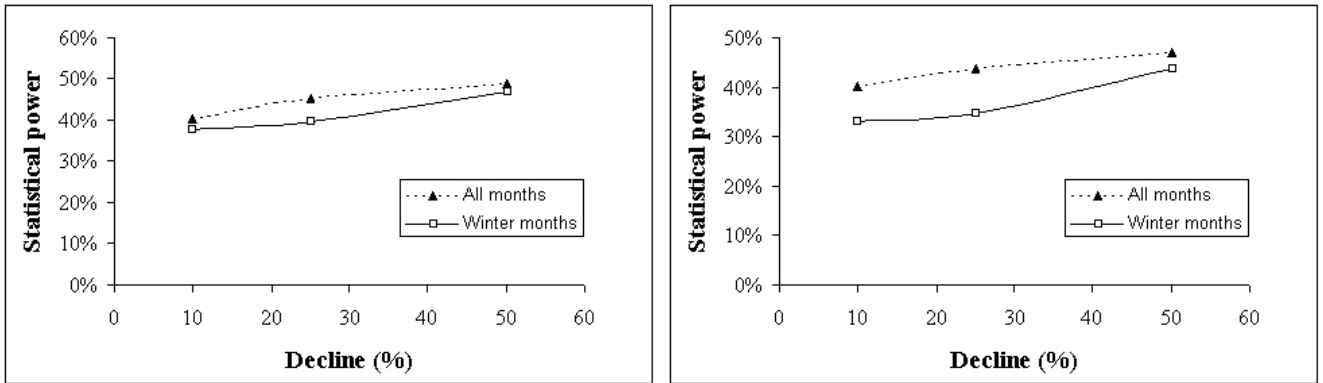 Statistical power
60%
50%
40%
30%
20%
10%
0%
All months
Winter months
0 10 20 30 40 50 60
Decline (%)
Statistical power
50%
40%
30%
20%
10%
0%
All months
Winter months
0 10 20 30 40 50 60
Decline (%)